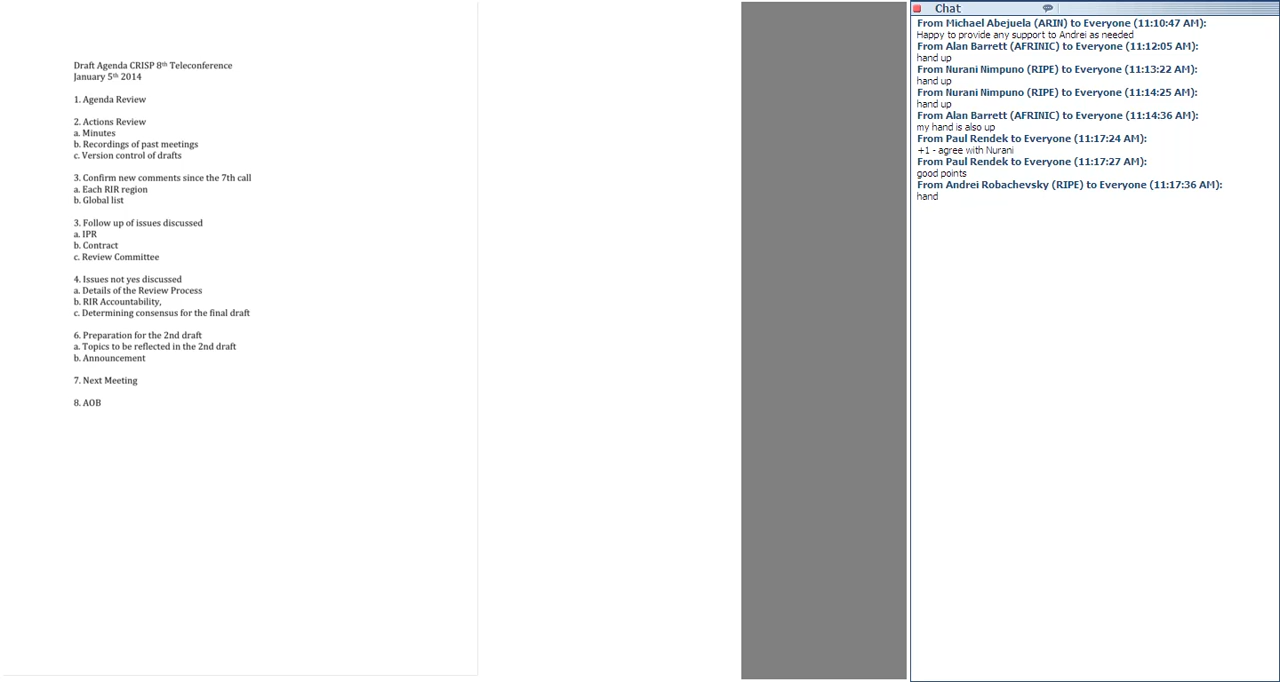 Draft Agenda CRISP 8th Teleconference
January 5th 2014
1. Agenda Review
2. Actions Review
a. Minutes
b. Recordings of past meetings
c. Version control of drafts
3. Confirm new comments since the 7th call
a. Each RIR region
b. Global list
3. Follow up of issues discussed
a. IPR
b. Contract
c. Review Committee
4. Issues not yes discussed
a. Details of the Review Process
b. RIR Accountability,
c. Determining consensus for the final draft
6. Preparation for the 2nd draft
a. Topics to be reflected in the 2nd draft
b. Announcement
7. Next Meeting
8. AOB
Chat
From Michael Abejuela (ARIN) to Everyone (11:10:47 AM):
Happy to provide any support to Andrei as needed
From Alan Barrett (AFRINIC) to Everyone (11:12:05 AM):
hand up
From Nurani Nimpuno (RIPE) to Everyone (11:13:22 AM):
hand up
From Nurani Nimpuno (RIPE) to Everyone (11:14:25 AM):
hand up
From Alan Barrett (AFRINIC) to Everyone (11:14:36 AM):
my hand is also up
From Paul Rendek to Everyone (11:17:24 AM):
+1 - agree with Nurani
From Paul Rendek to Everyone (11:17:27 AM):
good points
From Andrei Robachevsky (RIPE) to Everyone (11:17:36 AM):
hand